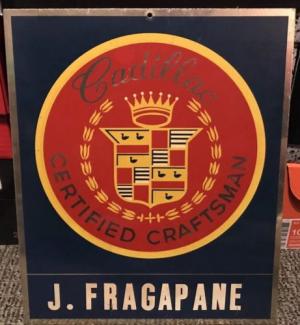 Cadillac
CERTIFIED CRAFTSMAN
J. FRAGAPANE